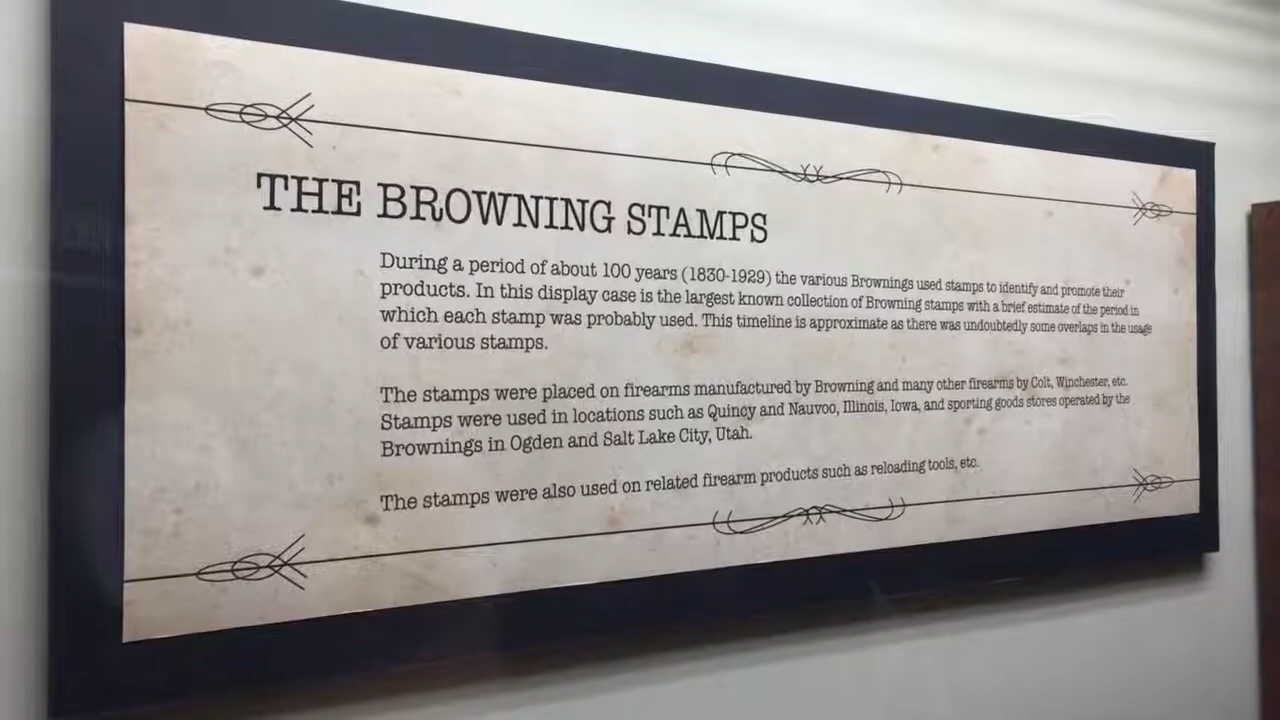 THE BROWNING STAMPS
During a period of about 100 years (1830-1929) the various Brownings used stamps to identify and promote their
products. In this display case is the largest known collection of Browning stamps with a brief estimate of the period in
which each stamp was probably used. This timeline is approximate as there was undoubtedly some overlaps in the usage
of various stamps.
The stamps were placed on firearms manufactured by Browning and many other firearms by Colt, Winchester, etc.
Stamps were used in locations such as Quincy and Nauvoo, Illinois, Iowa, and sporting goods stores operated by the
Brownings in Ogden and Salt Lake City, Utah.
The stamps were also used on related firearm products such as reloading tools, etc.